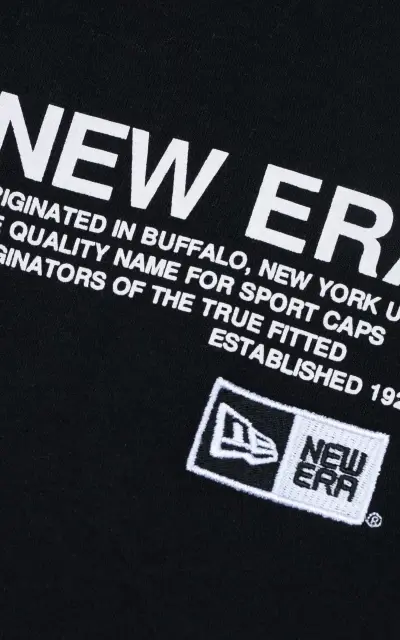 NEW ERA
ORIGINATED IN BUFFALO, NEW YORK U
E QUALITY NAME FOR SPORT CAPS
GINATORS OF THE TRUE FITTED
ESTABLISHED 192
NEW
ERA
®